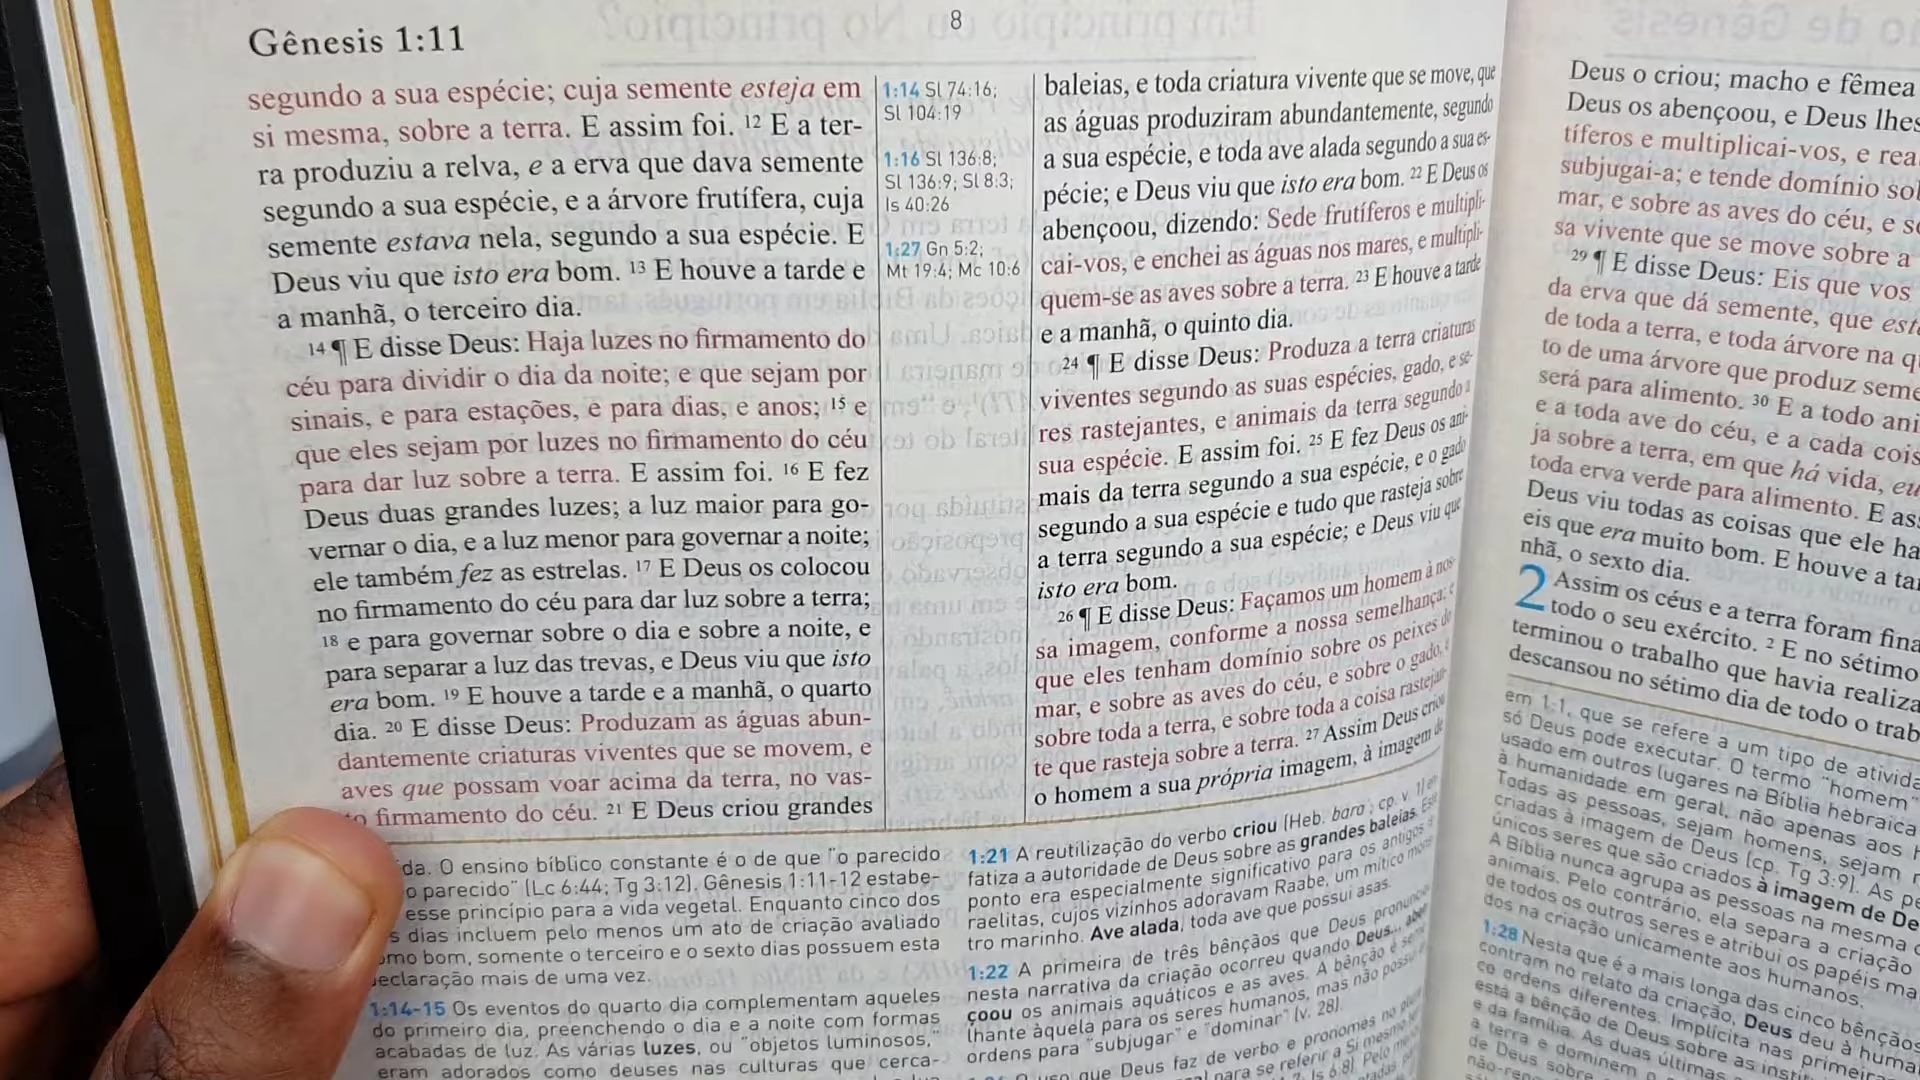 Gênesis 1:11
8
segundo a sua espécie; cuja semente esteja em
si mesma, sobre a terra. E assim foi. 12 E a ter-
ra produziu a relva, e a erva que dava semente
segundo a sua espécie, e a árvore frutífera, cuja
semente estava nela, segundo a sua espécie. E
Deus viu que isto era bom. 13 E houve a tarde e
a manhã, o terceiro dia.
14 ¶ E disse Deus: Haja luzes no firmamento do
céu para dividir o dia da noite; e que sejam por
sinais, e para estações, e para dias, e anos; 15 e
que eles sejam por luzes no firmamento do céu
para dar luz sobre a terra. E assim foi. 16 E fez
Deus duas grandes luzes; a luz maior para go-
vernar o dia, e a luz menor para governar a noite;
ele também fez as estrelas. 17 E Deus os colocou
no firmamento do céu para dar luz sobre a terra;
18 e para governar sobre o dia e sobre a noite, e
para separar a luz das trevas, e Deus viu que isto
era bom. 19 E houve a tarde e a manhã, o quarto
dia. 20 E disse Deus: Produzam as águas abun-
dantemente criaturas viventes que se movem, e
aves que possam voar acima da terra, no vas-
to firmamento do céu. 21 E Deus criou grandes
1:14 Sl 74:16;
Sl 104:19
1:16 Sl 136:8;
Sl 136:9; Sl 8:3;
Is 40:26
1:27 Gn 5:2;
Mt 19:4; Mc 10:6
baleias, e toda criatura vivente que se move, que
as águas produziram abundantemente, segundo
a sua espécie, e toda ave alada segundo a sua es-
pécie; e Deus viu que isto era bom. 22 E Deus os
abençoou, dizendo: Sede frutíferos e multipli-
cai-vos, e enchei as águas nos mares, e multipli-
quem-se as aves sobre a terra. 23 E houve a tarde
e a manhã, o quinto dia.
24 ¶ E disse Deus: Produza a terra criaturas
viventes segundo as suas espécies, gado, e se-
res rastejantes, e animais da terra segundo a
sua espécie. E assim foi. 25 E fez Deus os ani-
mais da terra segundo a sua espécie, e o gado
segundo a sua espécie e tudo que rasteja sobre
a terra segundo a sua espécie; e Deus viu que
isto era bom.
26 ¶ E disse Deus: Façamos um homem à nos-
sa imagem, conforme a nossa semelhança; e
que eles tenham domínio sobre os peixes do
mar, e sobre as aves do céu, e sobre o gado, e
sobre toda a terra, e sobre toda a coisa rastejan-
te que rasteja sobre a terra. 27 Assim Deus criou
o homem a sua própria imagem, à imagem de
da. O ensino bíblico constante é o de que "o parecido
o parecido" (Lc 6:44; Tg 3:12). Gênesis 1:11-12 estabe-
esse princípio para a vida vegetal. Enquanto cinco dos
s dias incluem pelo menos um ato de criação avaliado
omo bom, somente o terceiro e o sexto dias possuem esta
eclaração mais de uma vez.
1:14-15 Os eventos do quarto dia complementam aqueles
do primeiro dia, preenchendo o dia e a noite com formas
acabadas de luz. As várias luzes, ou "objetos luminosos,"
eram adorados como deuses nas culturas que cerca-
1:21 A reutilização do verbo criou (Heb. bara ; cp. v. 1) en
fatiza a autoridade de Deus sobre as grandes baleias. Est
ponto era especialmente significativo para os antigos
raelitas, cujos vizinhos adoravam Raabe, um mítico mons
tro marinho. Ave alada, toda ave que possui asas.
1:22 A primeira de três bênçãos que Deus pronunc
nesta narrativa da criação ocorreu quando Deus... aben
çoou os animais aquáticos e as aves. A bênção é
lhante àquela para os seres humanos, mas não possui
ordens para "subjugar" e "dominar" (v. 28).
uso que Deus faz de verbo e pronomes no
para se referir a Si mesmo
Is 6:8). Pelo
Deus o criou; macho e fêmea
Deus os abençoou, e Deus lhes
tíferos e multiplicai-vos, e
subjugai-a; e tende domínio
mar, e sobre as aves do céu, e
sa vivente que se move sobre a
29 ¶ E disse Deus: Eis que vos
da erva que dá semente, que
de toda a terra, e toda árvore na
to de uma árvore que produz
será para alimento. 30 E a todo
e a toda ave do céu, e a cada
ja sobre a terra, em que há vida,
toda erva verde para alimento. E
Deus viu todas as coisas que ele
eis que era muito bom. E houve a
nhã, o sexto dia.
2 Assim os céus e a terra foram
todo o seu exército. 2 E no sétimo
terminou o trabalho que havia
descansou no sétimo dia de todo o
em 1:1, que se refere a um tipo de
só Deus pode executar. O termo "homem"
usado em outros lugares na Bíblia hebraica
à humanidade em geral, não apenas aos
Todas as pessoas, sejam homens, sejam
criadas à imagem de Deus (cp. Tg 3:9). As
únicos seres que são criados à imagem de
A Bíblia nunca agrupa as pessoas na mesma
animais. Pelo contrário, ela separa a criação
de todos os outros seres e atribui os papéis
dos na criação unicamente aos humanos.
1:28 Nesta que é a mais longa das cinco bênçãos
contram no relato da criação, Deus deu à
co ordens diferentes. Implícita nas
está a bênção de Deus sobre as
e da família. As duas últimas
a terra e dominem
de Deus sobre